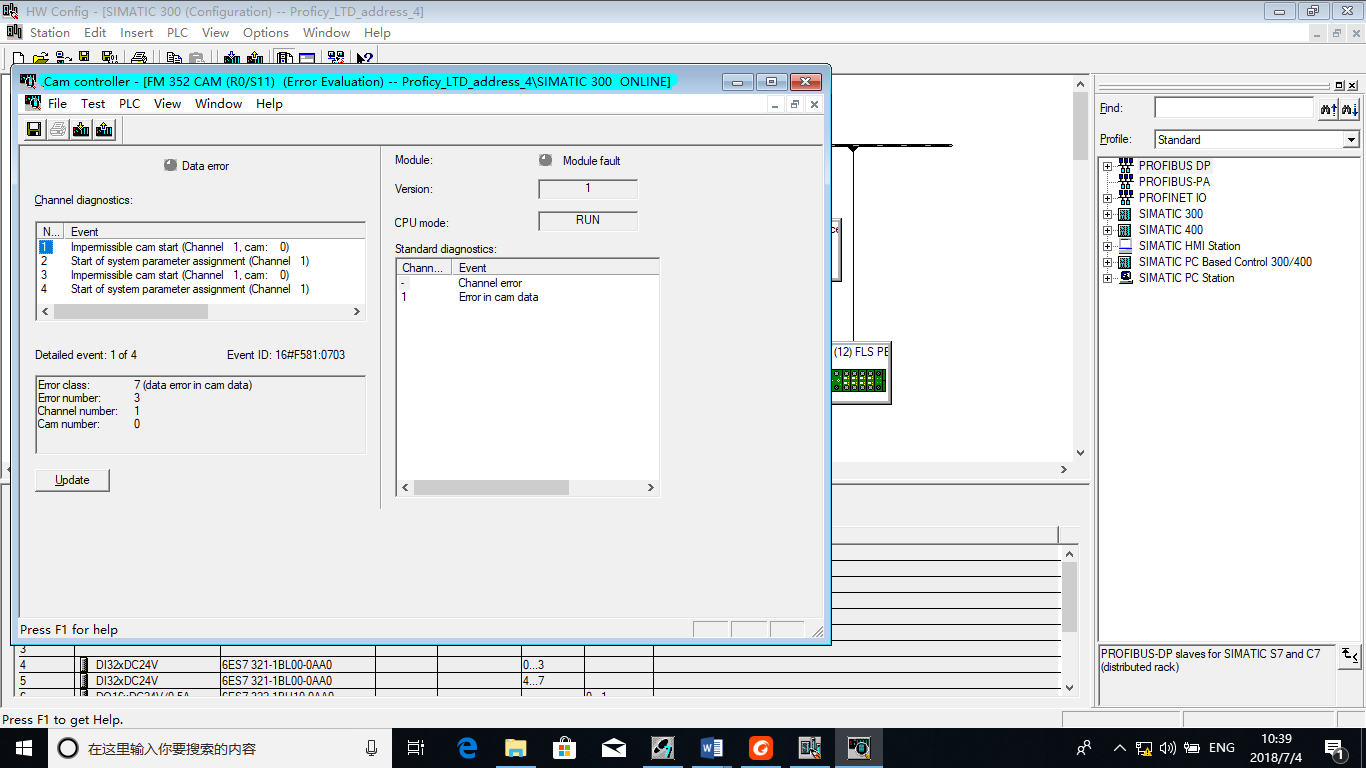 HW Config - [SIMATIC 300 (Configuration) -- Proficy_LTD_address_4]
Station Edit Insert PLC View Options Window Help
Cam controller - [FM 352 CAM (R0/S11) (Error Evaluation) -- Proficy_LTD_address_4\SIMATIC 300 ONLINE]
File Test PLC View Window Help
Data error
Channel diagnostics:
N... Event
1 Impermissible cam start (Channel 1, cam: 0)
2 Start of system parameter assignment (Channel 1)
3 Impermissible cam start (Channel 1, cam: 0)
4 Start of system parameter assignment (Channel 1)
Detailed event: 1 of 4 Event ID: 16#F581:0703
Error class: 7 (data error in cam data)
Error number: 3
Channel number: 1
Cam number: 0
Update
Module: Module fault
Version: 1
CPU mode: RUN
Standard diagnostics:
Chann... Event
- Channel error
1 Error in cam data
Press F1 for help
(12) FLS PE
3
4 DI32xDC24V 6ES7 321-1BL00-0AA0 0...3
5 DI32xDC24V 6ES7 321-1BL00-0AA0 4...7
Find:
Profile: Standard
PROFIBUS DP
PROFIBUS-PA
PROFINET IO
SIMATIC 300
SIMATIC 400
SIMATIC HMI Station
SIMATIC PC Based Control 300/400
SIMATIC PC Station
PROFIBUS-DP slaves for SIMATIC S7 and C7
(distributed rack)
Press F1 to get Help.
在这里输入你要搜索的内容
ENG
10:39
2018/7/4
1